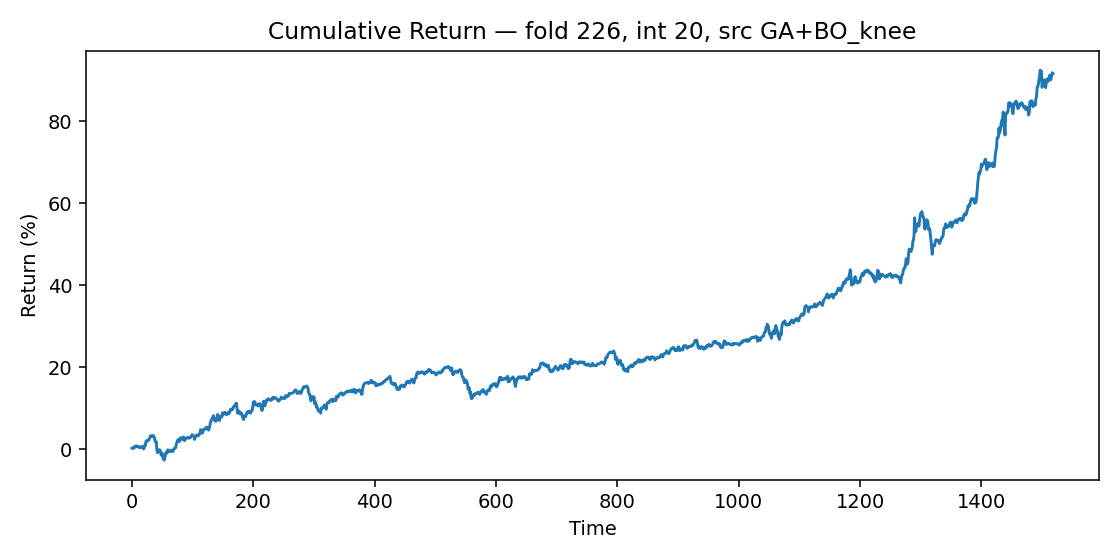 Cumulative Return — fold 226, int 20, src GA+BO_knee
Return (%)
80
60
40
20
0
0 200 400 600 800 1000 1200 1400
Time